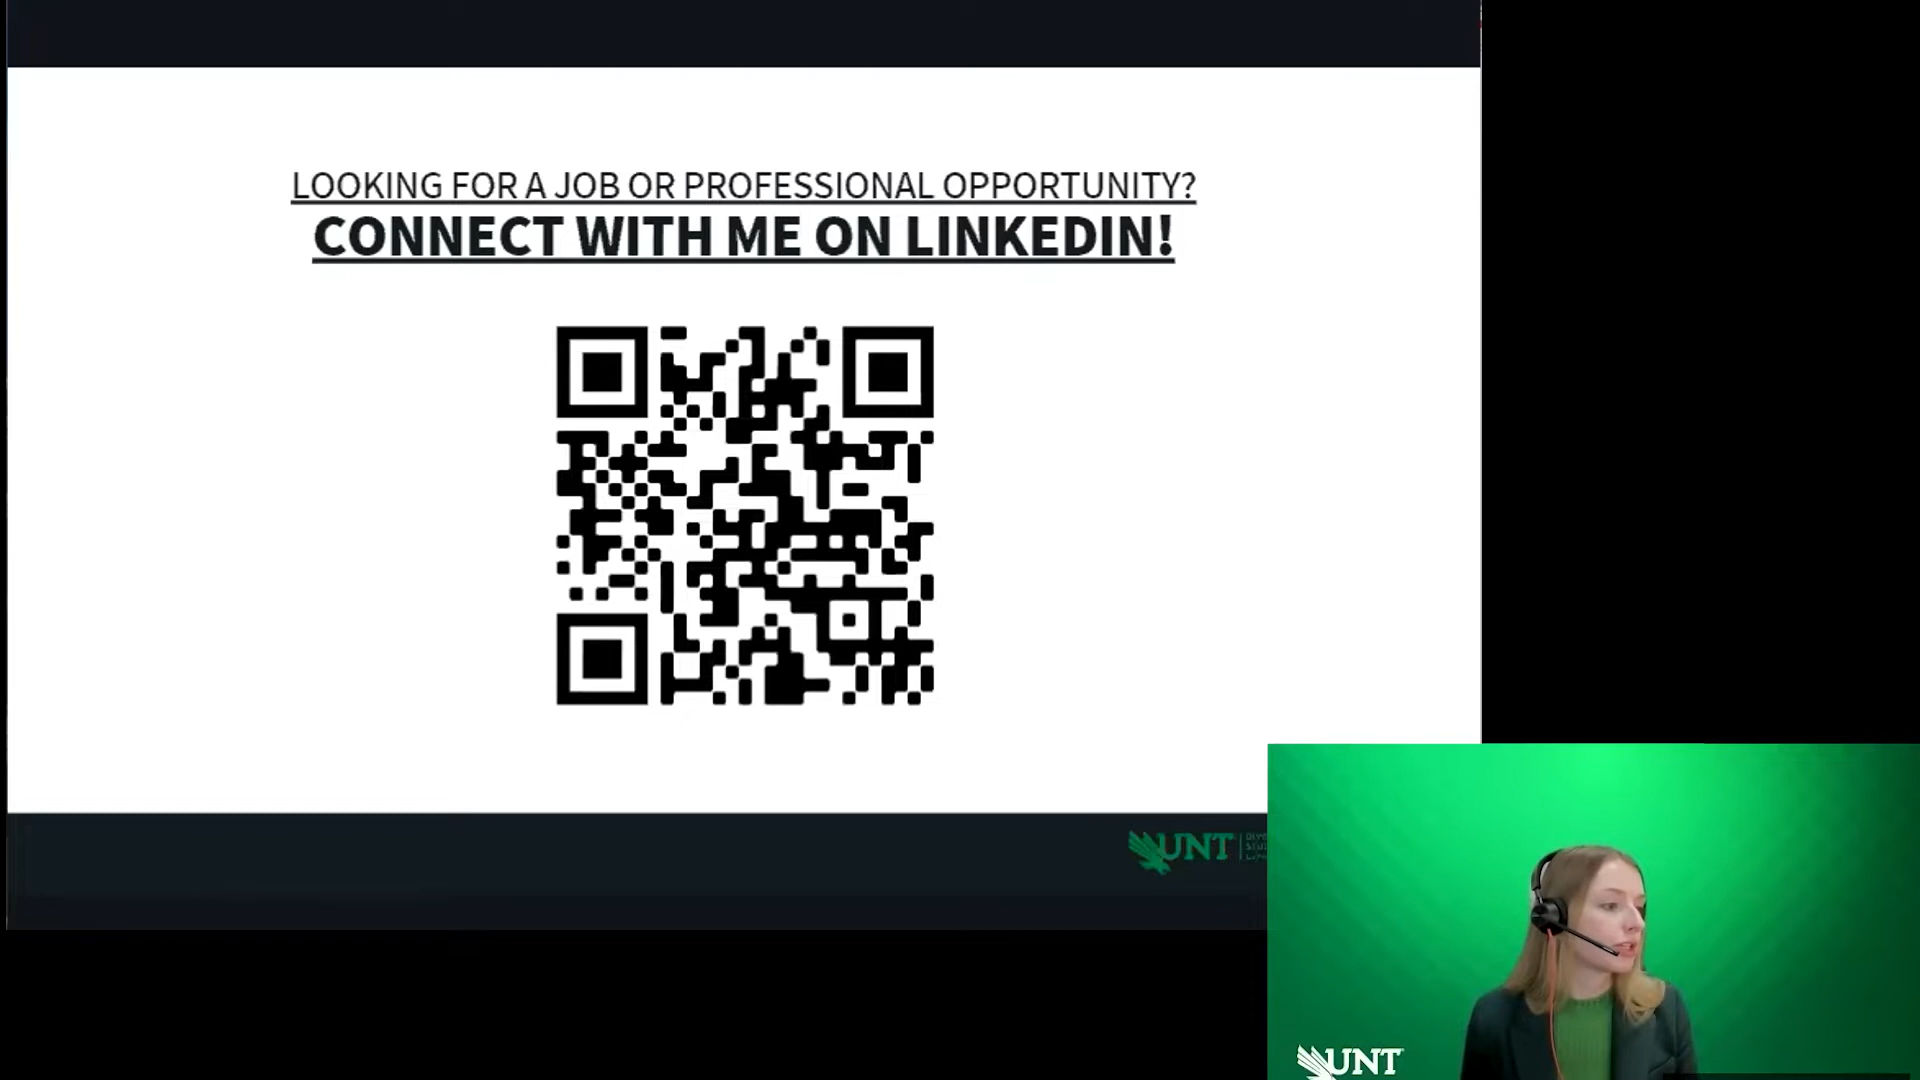 LOOKING FOR A JOB OR PROFESSIONAL OPPORTUNITY?
CONNECT WITH ME ON LINKEDIN!
UNT
UNT